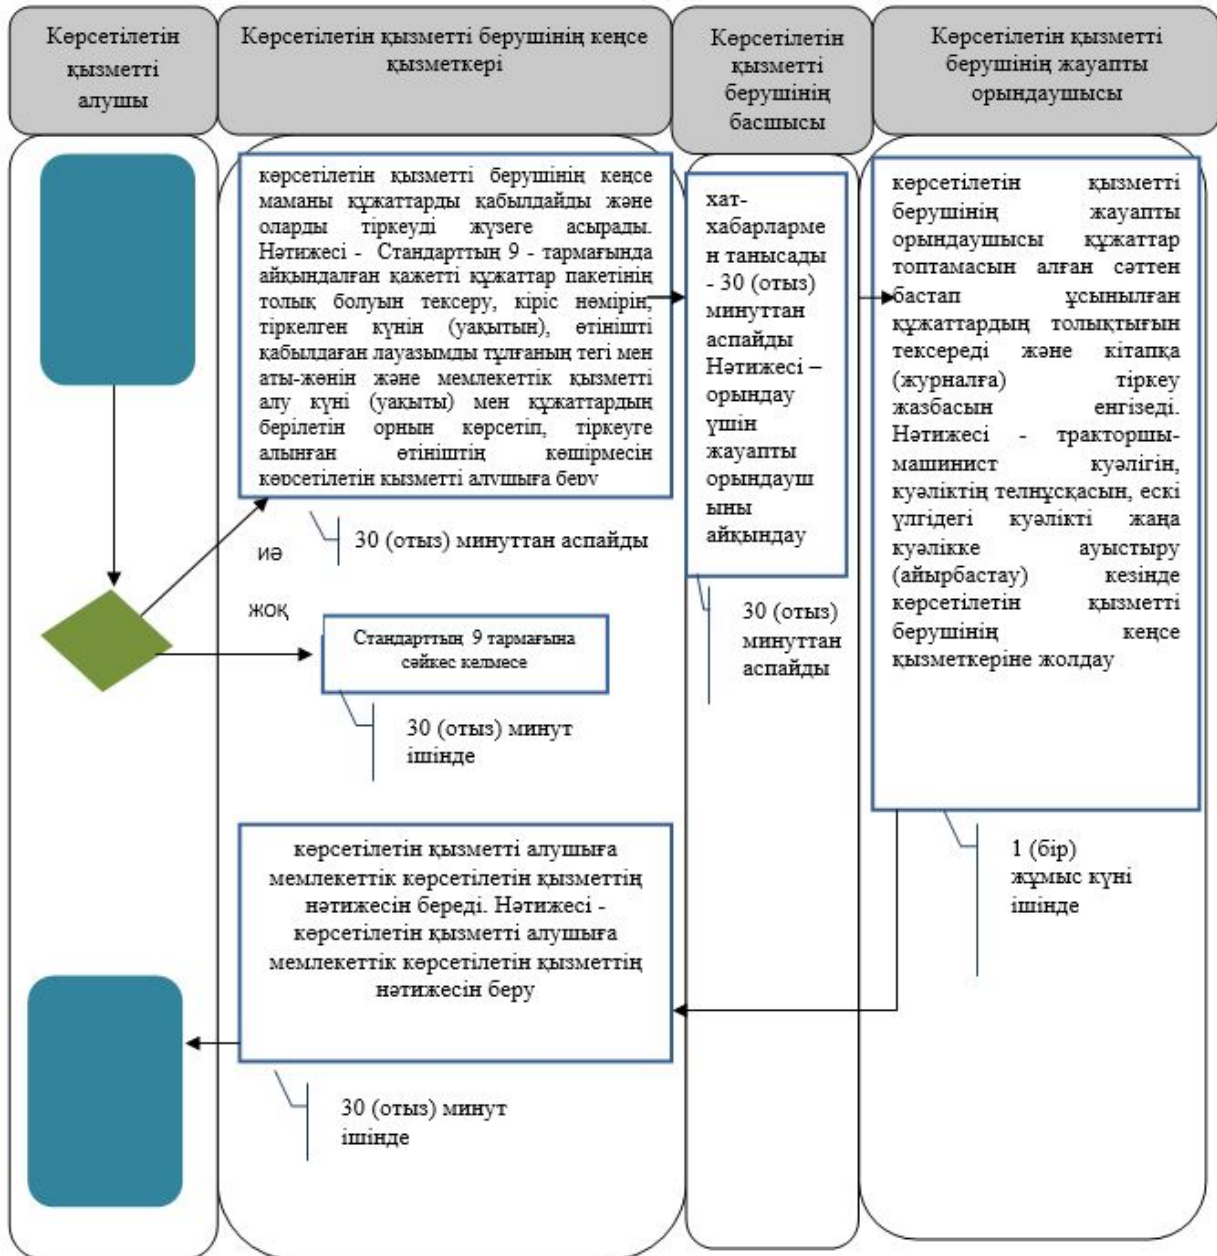 Көрсетілетін
қызметті
алушы
Көрсетілетін қызметті берушінің кеңсе
қызметкері
Көрсетілетін
қызметті
берушінің
басшысы
Көрсетілетін қызметті
берушінің жауапты
орындаушысы
көрсетілетін қызметті берушінің кеңсе
маманы құжаттарды қабылдайды және
оларды тіркеуді жүзеге асырады.
Нәтижесі - Стандарттың 9 - тармағында
айқындалған қажетті құжаттар пакетінің
толық болуын тексеру, кіріс нөмірін,
тіркелген күнін (уақытын), өтінішті
қабылдаған лауазымды тұлғаның тегі мен
аты-жөнін және мемлекеттік қызметті
алу күні (уақыты) мен құжаттардың
берілетін орнын көрсетіп, тіркеуге
алынған өтініштің көшірмесін
көрсетілетін қызметті алушыға беру
30 (отыз) минуттан аспайды
иә
жоқ
Стандарттың 9 тармағына
сәйкес келмесе
30 (отыз) минут
ішінде
хат-
хабарларме
н танысады
- 30 (отыз)
минуттан
аспайды
Нәтижесі –
орындау
үшін
жауапты
орындауш
ыны
айқындау
30 (отыз)
минуттан
аспайды
көрсетілетін қызметті
берушінің жауапты
орындаушысы құжаттар
топтамасын алған сәттен
бастап ұсынылған
құжаттардың толықтығын
тексереді және кітапқа
(журналға) тіркеу
жазбасын енгізеді.
Нәтижесі - тракторшы-
машинист куәлігін,
куәліктің телнұсқасын, ескі
үлгідегі куәлікті жаңа
куәлікке ауыстыру
(айырбастау) кезінде
көрсетілетін қызметті
берушінің кеңсе
қызметкеріне жолдау
1 (бір)
жұмыс күні
ішінде
көрсетілетін қызметті алушыға
мемлекеттік көрсетілетін қызметтің
нәтижесін береді. Нәтижесі -
көрсетілетін қызметті алушыға
мемлекеттік көрсетілетін қызметтің
нәтижесін беру
30 (отыз) минут
ішінде